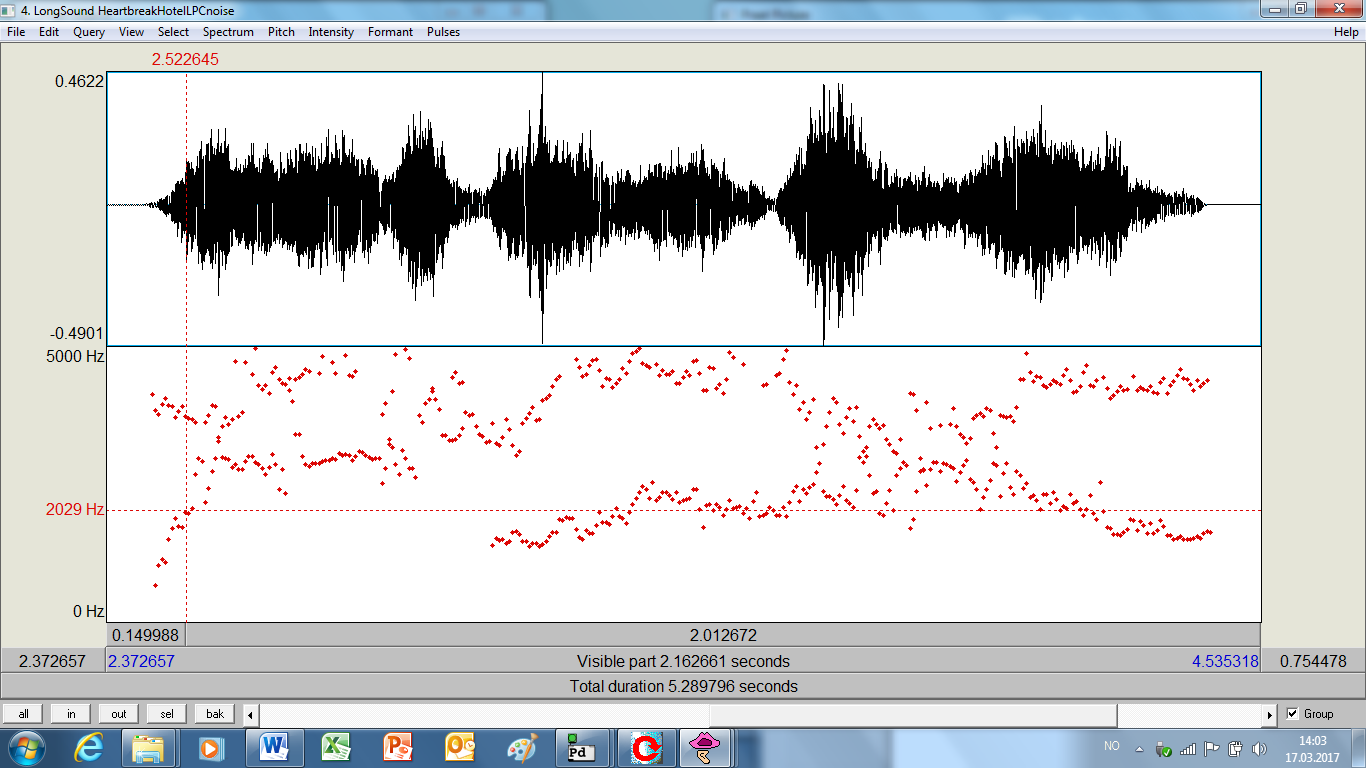 4. LongSound HeartbreakHotelLPCnoise
File Edit Query View Select Spectrum Pitch Intensity Formant Pulses Help
2.522645
0.4622
-0.4901
5000 Hz
2029 Hz
0 Hz
0.149988 2.012672
2.372657 2.372657 Visible part 2.162661 seconds 4.535318 0.754478
Total duration 5.289796 seconds
all in out sel bak Group
Pd
NO 14:03
17.03.2017